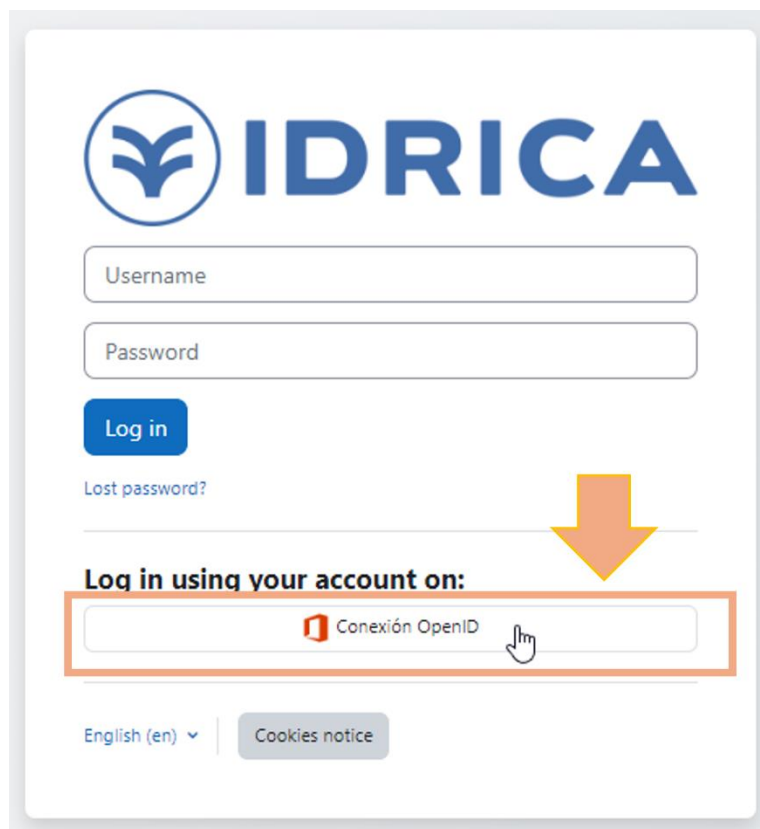 IDRICA
Username
Password
Log in
Lost password?
Log in using your account on:
Conexión OpenID
English (en)
Cookies notice